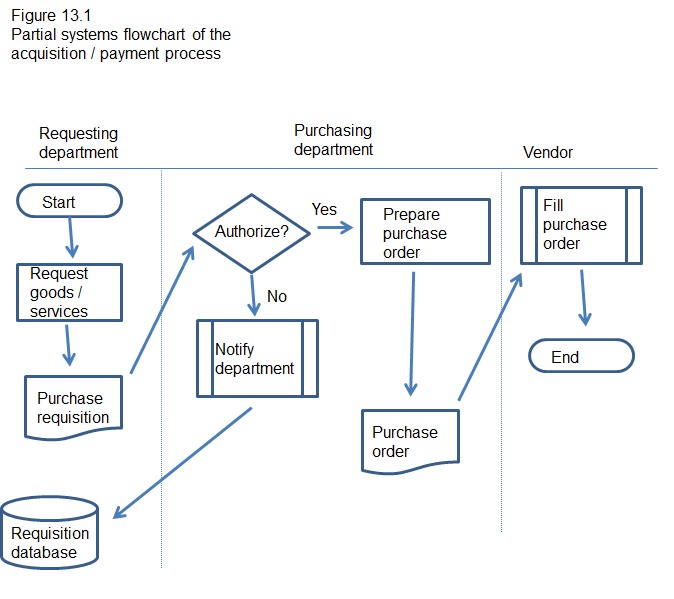 Figure 13.1
Partial systems flowchart of the
acquisition / payment process
Requesting
department
Purchasing
department
Vendor
Start
Request
goods /
services
Purchase
requisition
Requisition
database
Authorize?
Yes
No
Notify
department
Prepare
purchase
order
Purchase
order
Fill
purchase
order
End